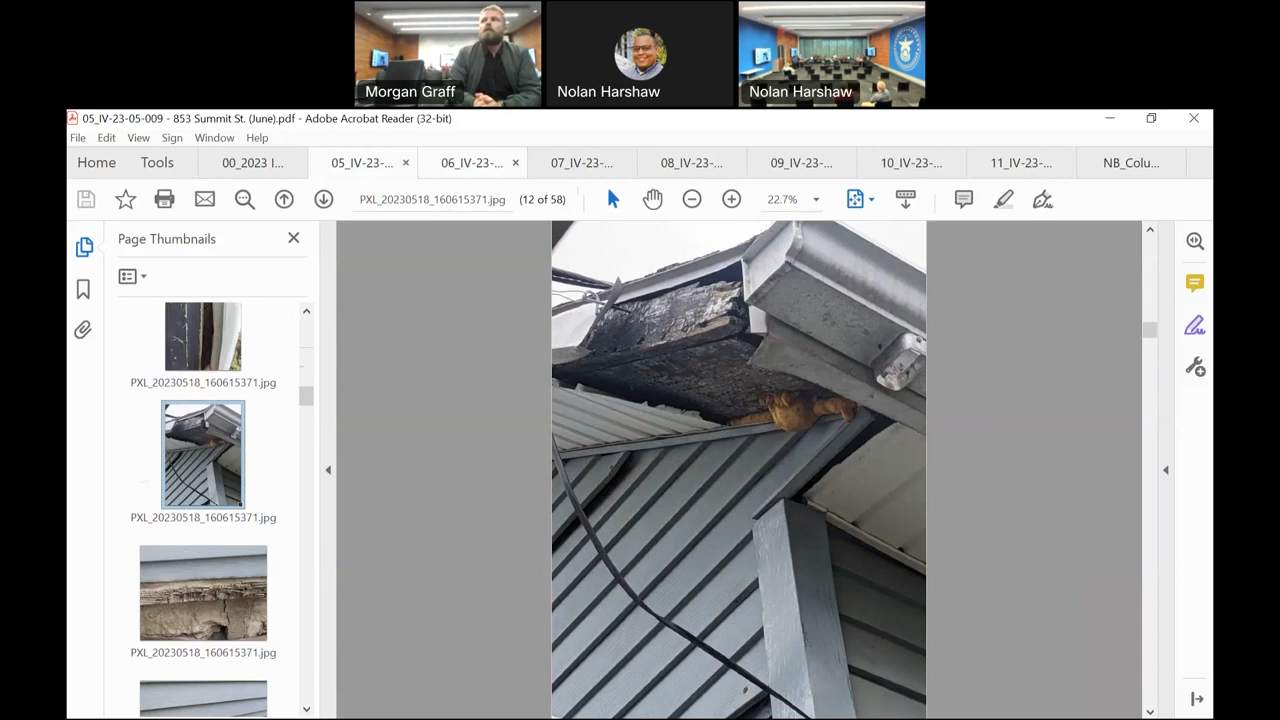 Morgan Graff
Nolan Harshaw
Nolan Harshaw
05_IV-23-05-009 - 853 Summit St. (June).pdf - Adobe Acrobat Reader (32-bit)
File Edit View Sign Window Help
Home Tools 00_2023 I... 05_IV-23-... 06_IV-23-... 07_IV-23-... 08_IV-23-... 09_IV-23-... 10_IV-23-... 11_IV-23-... NB_Colu...
PXL_20230518_160615371.jpg (12 of 58) 22.7%
Page Thumbnails
PXL_20230518_160615371.jpg
PXL_20230518_160615371.jpg
PXL_20230518_160615371.jpg